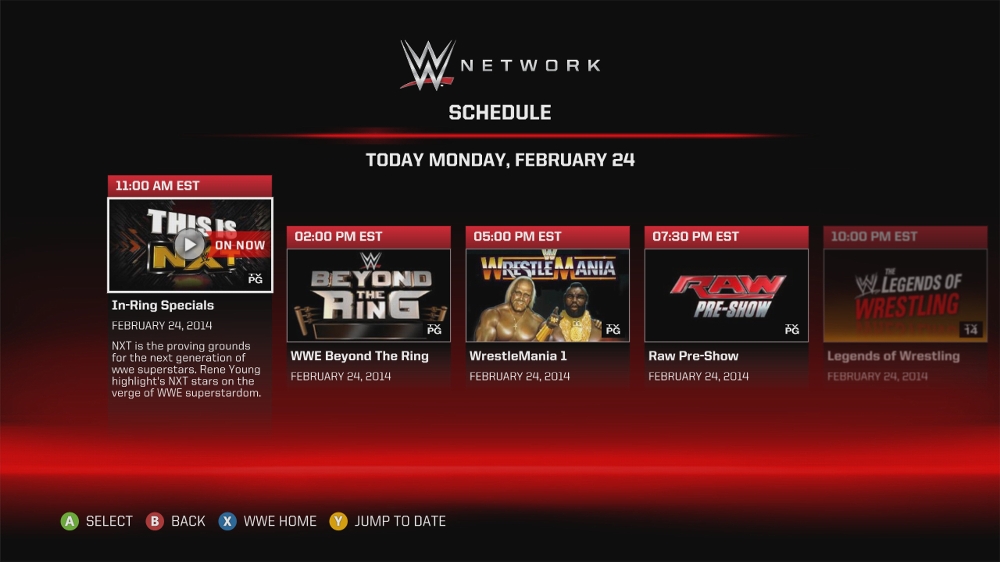 W NETWORK
SCHEDULE
TODAY MONDAY, FEBRUARY 24
11:00 AM EST
THIS IS
NXT
ON NOW
TV
PG
In-Ring Specials
FEBRUARY 24, 2014
NXT is the proving grounds
for the next generation of
wwe superstars. Rene Young
highlight's NXT stars on the
verge of WWE superstardom.
02:00 PM EST
W
BEYOND
THE
RING
TV
PG
WWE Beyond The Ring
FEBRUARY 24, 2014
05:00 PM EST
W
WRESTLEMANIA
TV
PG
WrestleMania 1
FEBRUARY 24, 2014
07:30 PM EST
RAW
PRE-SHOW
TV
PG
Raw Pre-Show
FEBRUARY 24, 2014
10:00 PM EST
THE
W LEGENDS OF
WRESTLING
TV
14
Legends of Wrestling
FEBRUARY 24, 2014
A SELECT B BACK X WWE HOME Y JUMP TO DATE